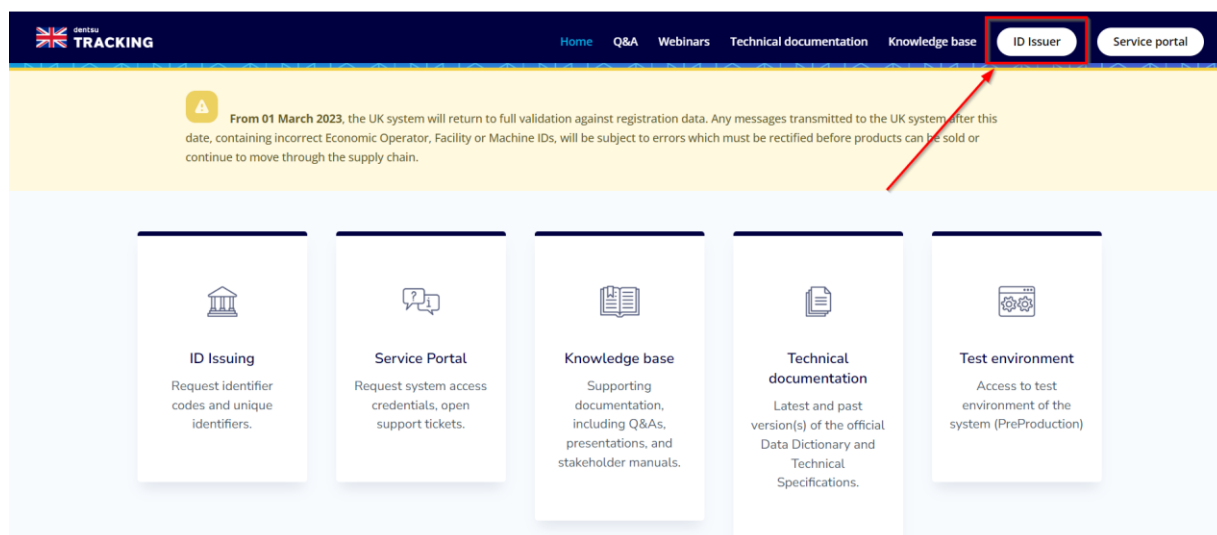 dentsu
TRACKING
Home Q&A Webinars Technical documentation Knowledge base ID Issuer Service portal
From 01 March 2023, the UK system will return to full validation against registration data. Any messages transmitted to the UK system after this
date, containing incorrect Economic Operator, Facility or Machine IDs, will be subject to errors which must be rectified before products can be sold or
continue to move through the supply chain.
ID Issuing
Request identifier
codes and unique
identifiers.
Service Portal
Request system access
credentials, open
support tickets.
Knowledge base
Supporting
documentation,
including Q&As,
presentations, and
stakeholder manuals.
Technical
documentation
Latest and past
version(s) of the official
Data Dictionary and
Technical
Specifications.
Test environment
Access to test
environment of the
system (PreProduction)